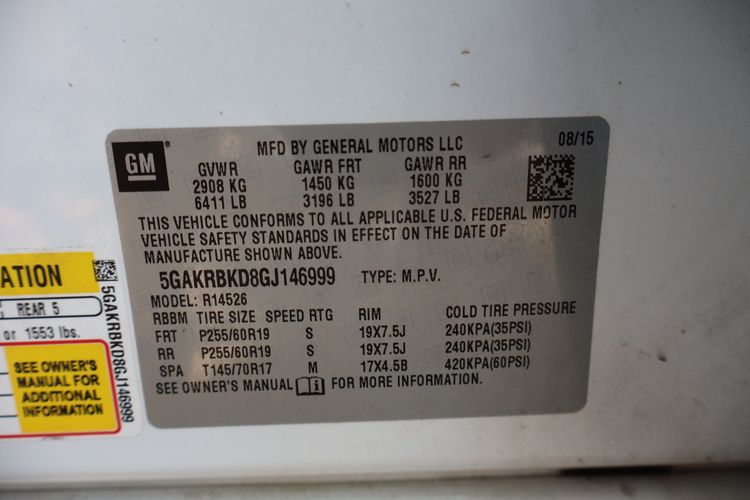 MFD BY GENERAL MOTORS LLC 08/15
GM
GVWR GAWR FRT GAWR RR
2908 KG 1450 KG 1600 KG
6411 LB 3196 LB 3527 LB
THIS VEHICLE CONFORMS TO ALL APPLICABLE U.S. FEDERAL MOTOR
VEHICLE SAFETY STANDARDS IN EFFECT ON THE DATE OF
MANUFACTURE SHOWN ABOVE.
5GAKRBKD8GJ146999 TYPE: M.P.V.
MODEL: R14526
RBBM TIRE SIZE SPEED RTG RIM COLD TIRE PRESSURE
FRT P255/60R19 S 19X7.5J 240KPA(35PSI)
RR P255/60R19 S 19X7.5J 240KPA(35PSI)
SPA T145/70R17 M 17X4.5B 420KPA(60PSI)
SEE OWNER'S MANUAL i FOR MORE INFORMATION.
ATION
REAR 5
or 1553 lbs.
SEE OWNER'S
MANUAL FOR
ADDITIONAL
INFORMATION
5GAKRBKD8GJ146999